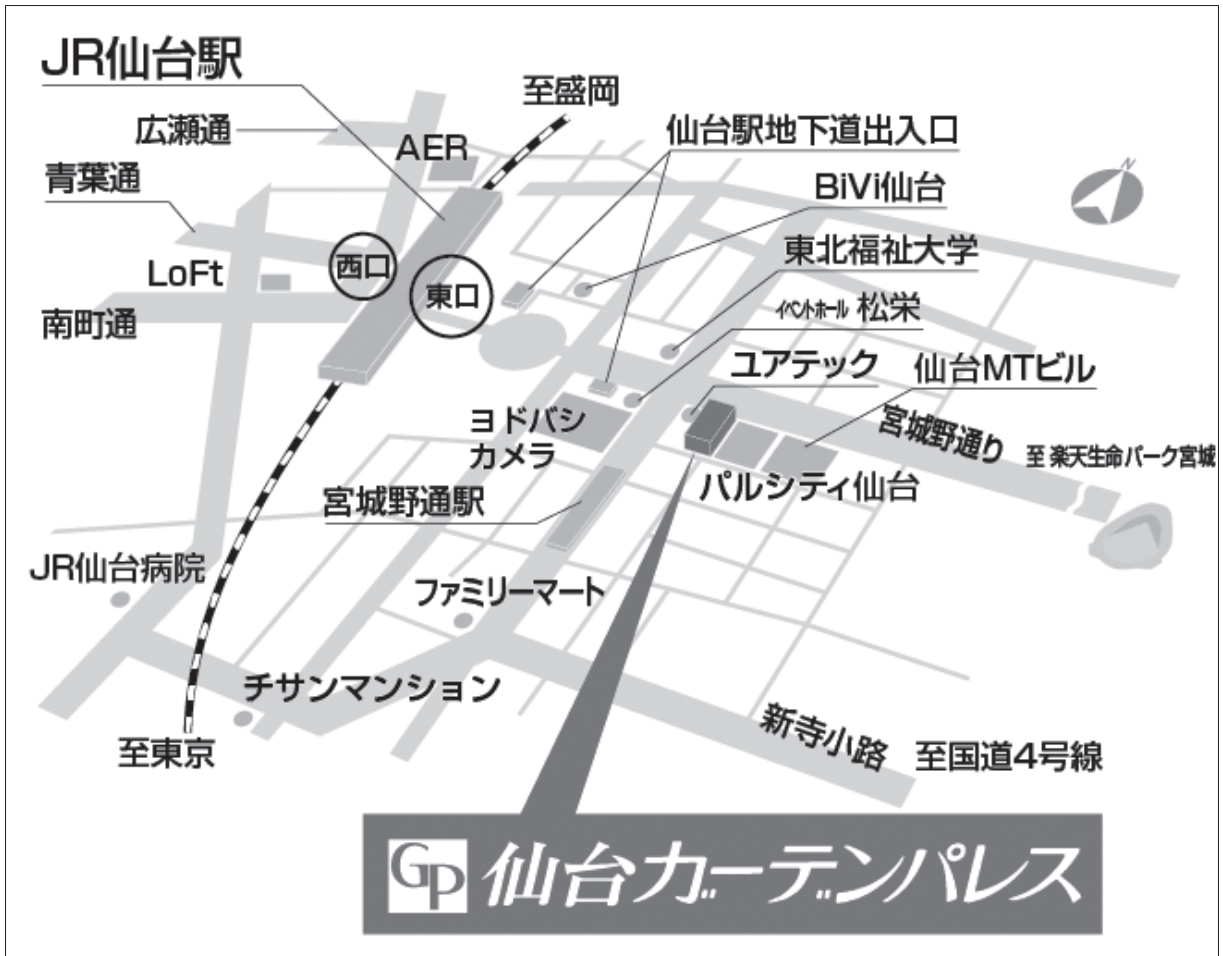 JR仙台駅
至盛岡
広瀬通
AER
仙台駅地下道出入口
N
青葉通
BiVi仙台
LoFt
西口
東口
東北福祉大学
南町通
イベントホール 松栄
ユアテック
仙台MTビル
ヨドバシ
カメラ
宮城野通り
至 楽天生命パーク宮城
パルシティ仙台
宮城野通駅
JR仙台病院
ファミリーマート
チサンマンション
新寺小路
至東京
至国道4号線
GP 仙台ガーデンパレス